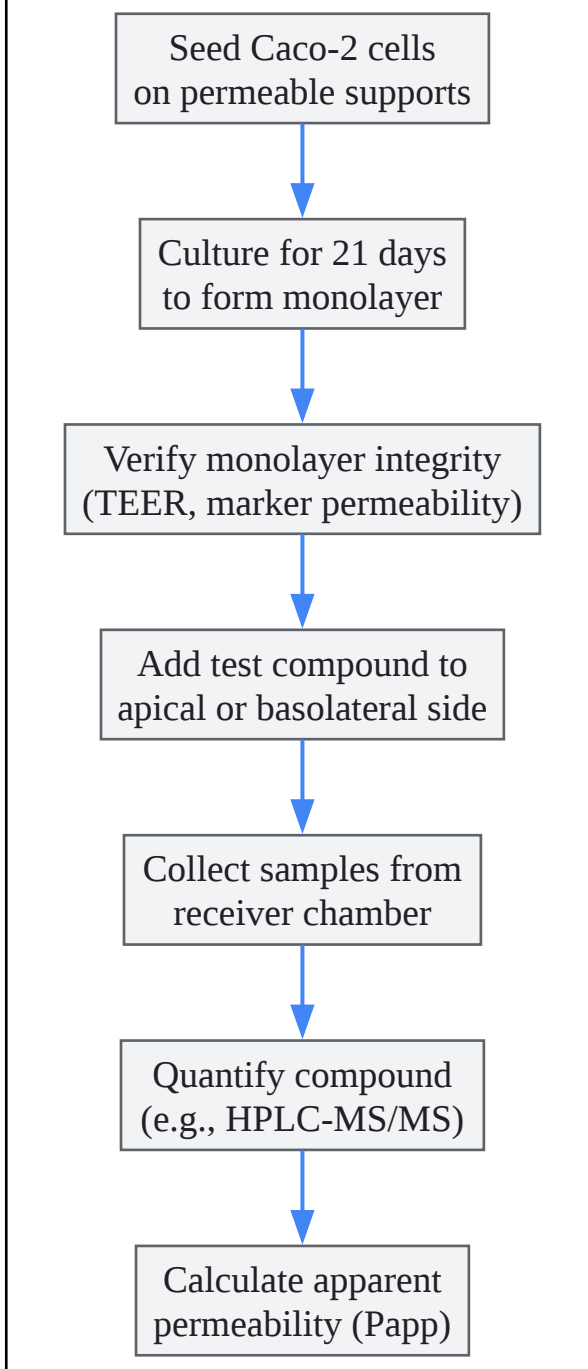 Seed Caco-2 cells
on permeable supports
Culture for 21 days
to form monolayer
Verify monolayer integrity
(TEER, marker permeability)
Add test compound to
apical or basolateral side
Collect samples from
receiver chamber
Quantify compound
(e.g., HPLC-MS/MS)
Calculate apparent
permeability (Papp)